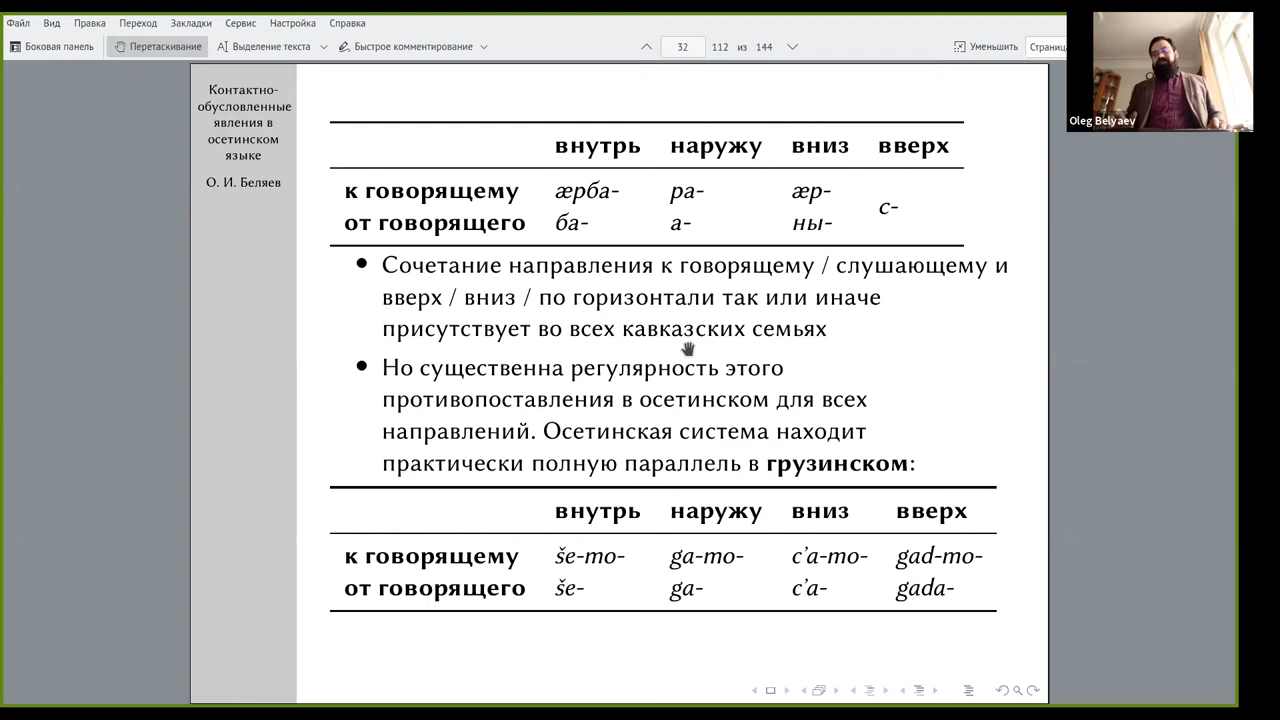 Файл Вид Правка Переход Закладки Сервис Настройка Справка
Боковая панель Перетаскивание Выделение текста Быстрое комментирование 32 112 из 144 Уменьшить Страница
Oleg Belyaev
Контактно-
обусловленные
явления в
осетинском
языке
О. И. Беляев
внутрь наружу вниз вверх
к говорящему æрба- ра- æр- с-
от говорящего ба- а- ны-
• Сочетание направления к говорящему / слушающему и
вверх / вниз / по горизонтали так или иначе
присутствует во всех кавказских семьях
• Но существенна регулярность этого
противопоставления в осетинском для всех
направлений. Осетинская система находит
практически полную параллель в грузинском:
внутрь наружу вниз вверх
к говорящему še-mo- ga-mo- c’a-mo- gad-mo-
от говорящего še- ga- c’a- gada-